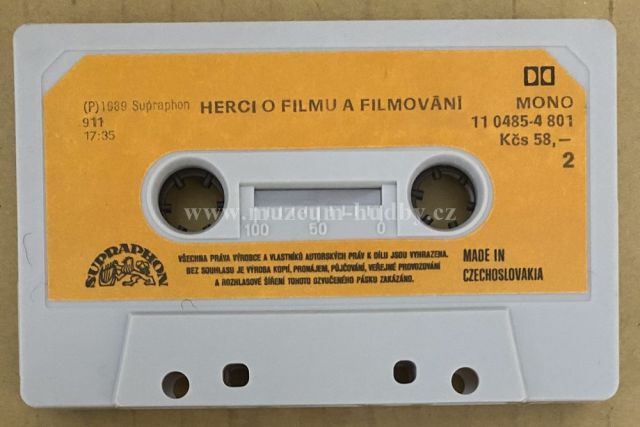 (P)1989 Supraphon
HERCI O FILMU A FILMOVÁNÍ
MONO
911
11 0485-4 801
17:35
Kčs 58,—
2
www.muzeum-hudby.cz
100 50 0
SUPRAPHON
VŠECHNA PRÁVA VÝROBCE A VLASTNÍKŮ AUTORSKÝCH PRÁV K DÍLU JSOU VYHRAZENA.
BEZ SOUHLASU JE VÝROBA KOPIÍ, PRONÁJEM, PŮJČOVÁNÍ, VEŘEJNÉ PROVOZOVÁNÍ
A ROZHLASOVÉ ŠÍŘENÍ TOHOTO OZVUČENÉHO PÁSKU ZAKÁZÁNO.
MADE IN
CZECHOSLOVAKIA